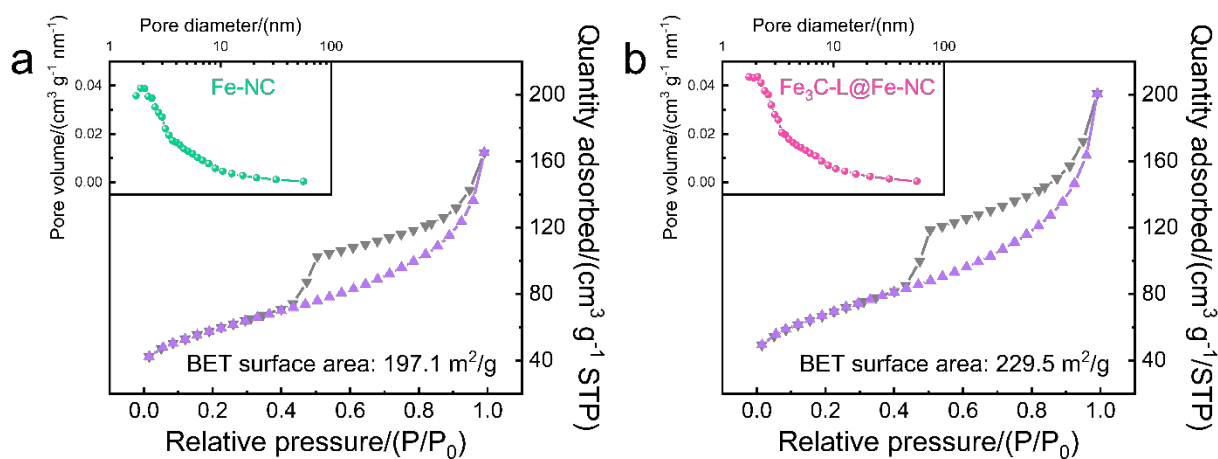 a
Pore diameter/(nm)
1 10 100
Pore volume/(cm³ g⁻¹ nm⁻¹)
0.04
0.02
0.00
Fe-NC
Quantity adsorbed/(cm³ g⁻¹ STP)
200
160
120
80
40
BET surface area: 197.1 m²/g
0.0 0.2 0.4 0.6 0.8 1.0
Relative pressure/(P/P₀)
b
Pore diameter/(nm)
1 10 100
Pore volume/(cm³ g⁻¹ nm⁻¹)
0.04
0.02
0.00
Fe₃C-L@Fe-NC
Quantity adsorbed/(cm³ g⁻¹/STP)
200
160
120
80
40
BET surface area: 229.5 m²/g
0.0 0.2 0.4 0.6 0.8 1.0
Relative pressure/(P/P₀)